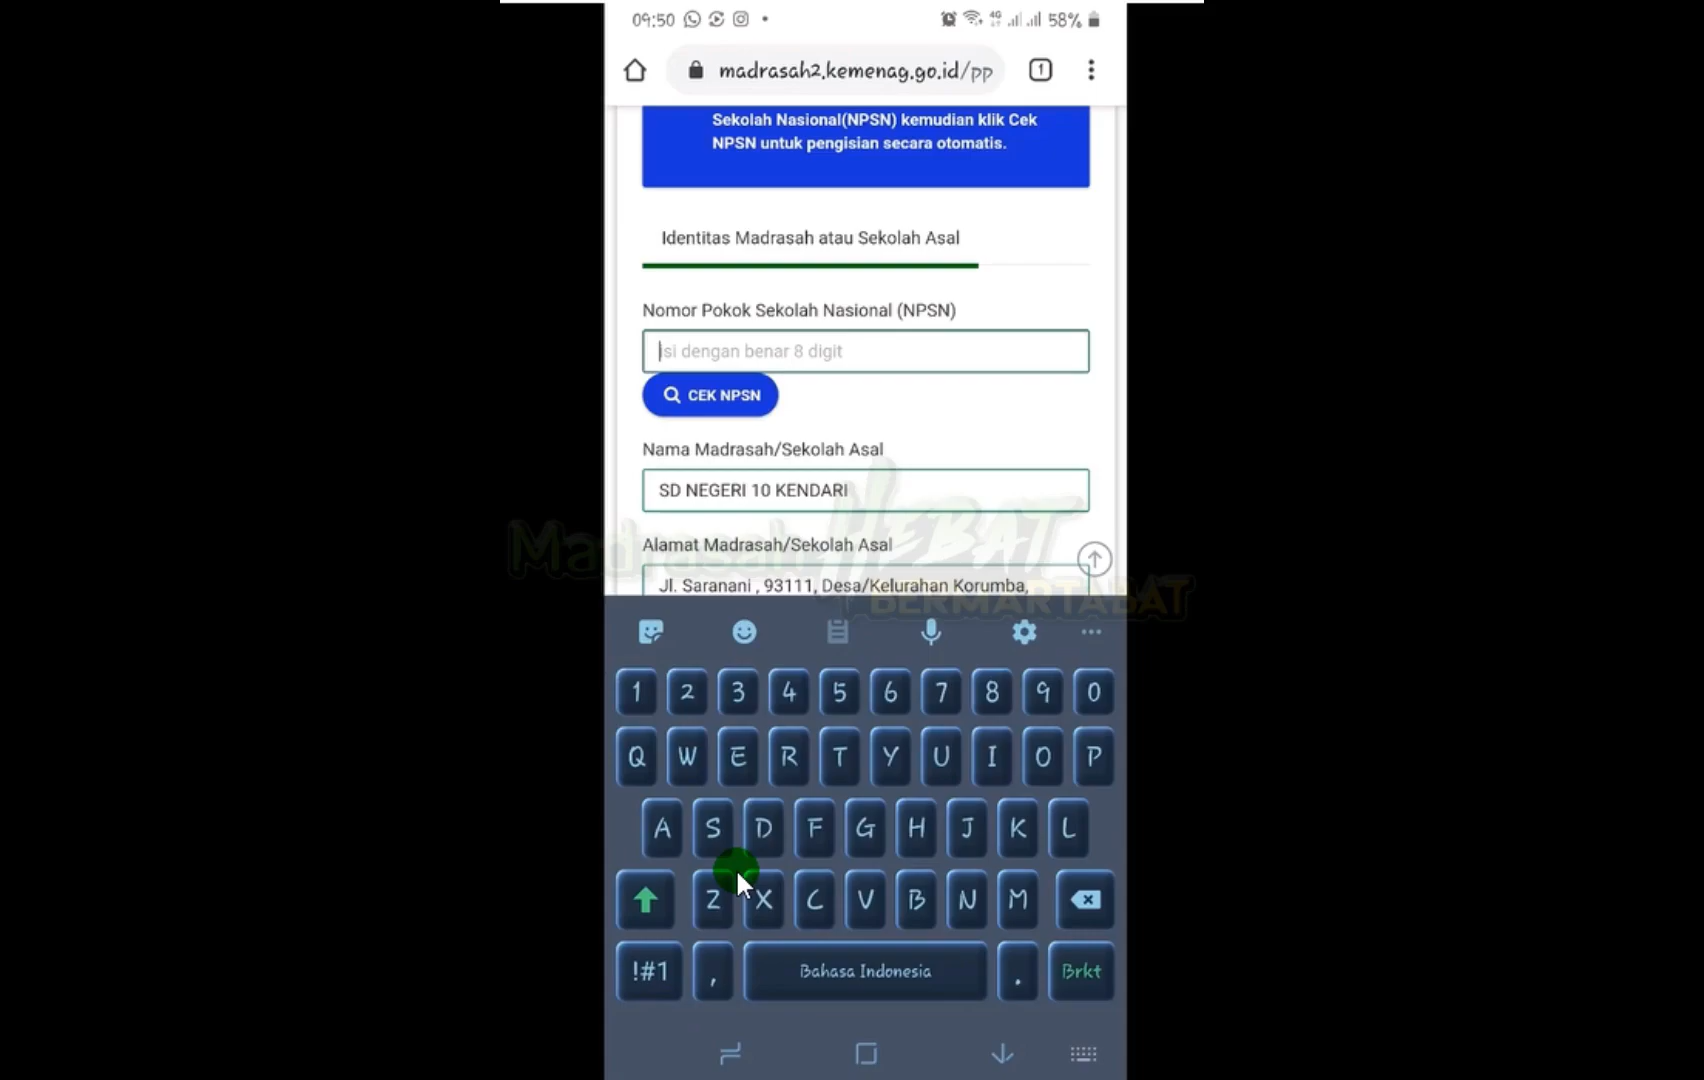 09:50
4G 58%
madrasah2.kemenag.go.id/pp
1
Sekolah Nasional(NPSN) kemudian klik Cek
NPSN untuk pengisian secara otomatis.
Identitas Madrasah atau Sekolah Asal
Nomor Pokok Sekolah Nasional (NPSN)
Isi dengan benar 8 digit
CEK NPSN
Nama Madrasah/Sekolah Asal
SD NEGERI 10 KENDARI
Madrasah HEBAT
BERMARTABAT
Alamat Madrasah/Sekolah Asal
Jl. Saranani , 93111, Desa/Kelurahan Korumba,
1 2 3 4 5 6 7 8 9 0
Q W E R T Y U I O P
A S D F G H J K L
Z X C V B N M
!#1 , Bahasa Indonesia . Brkt